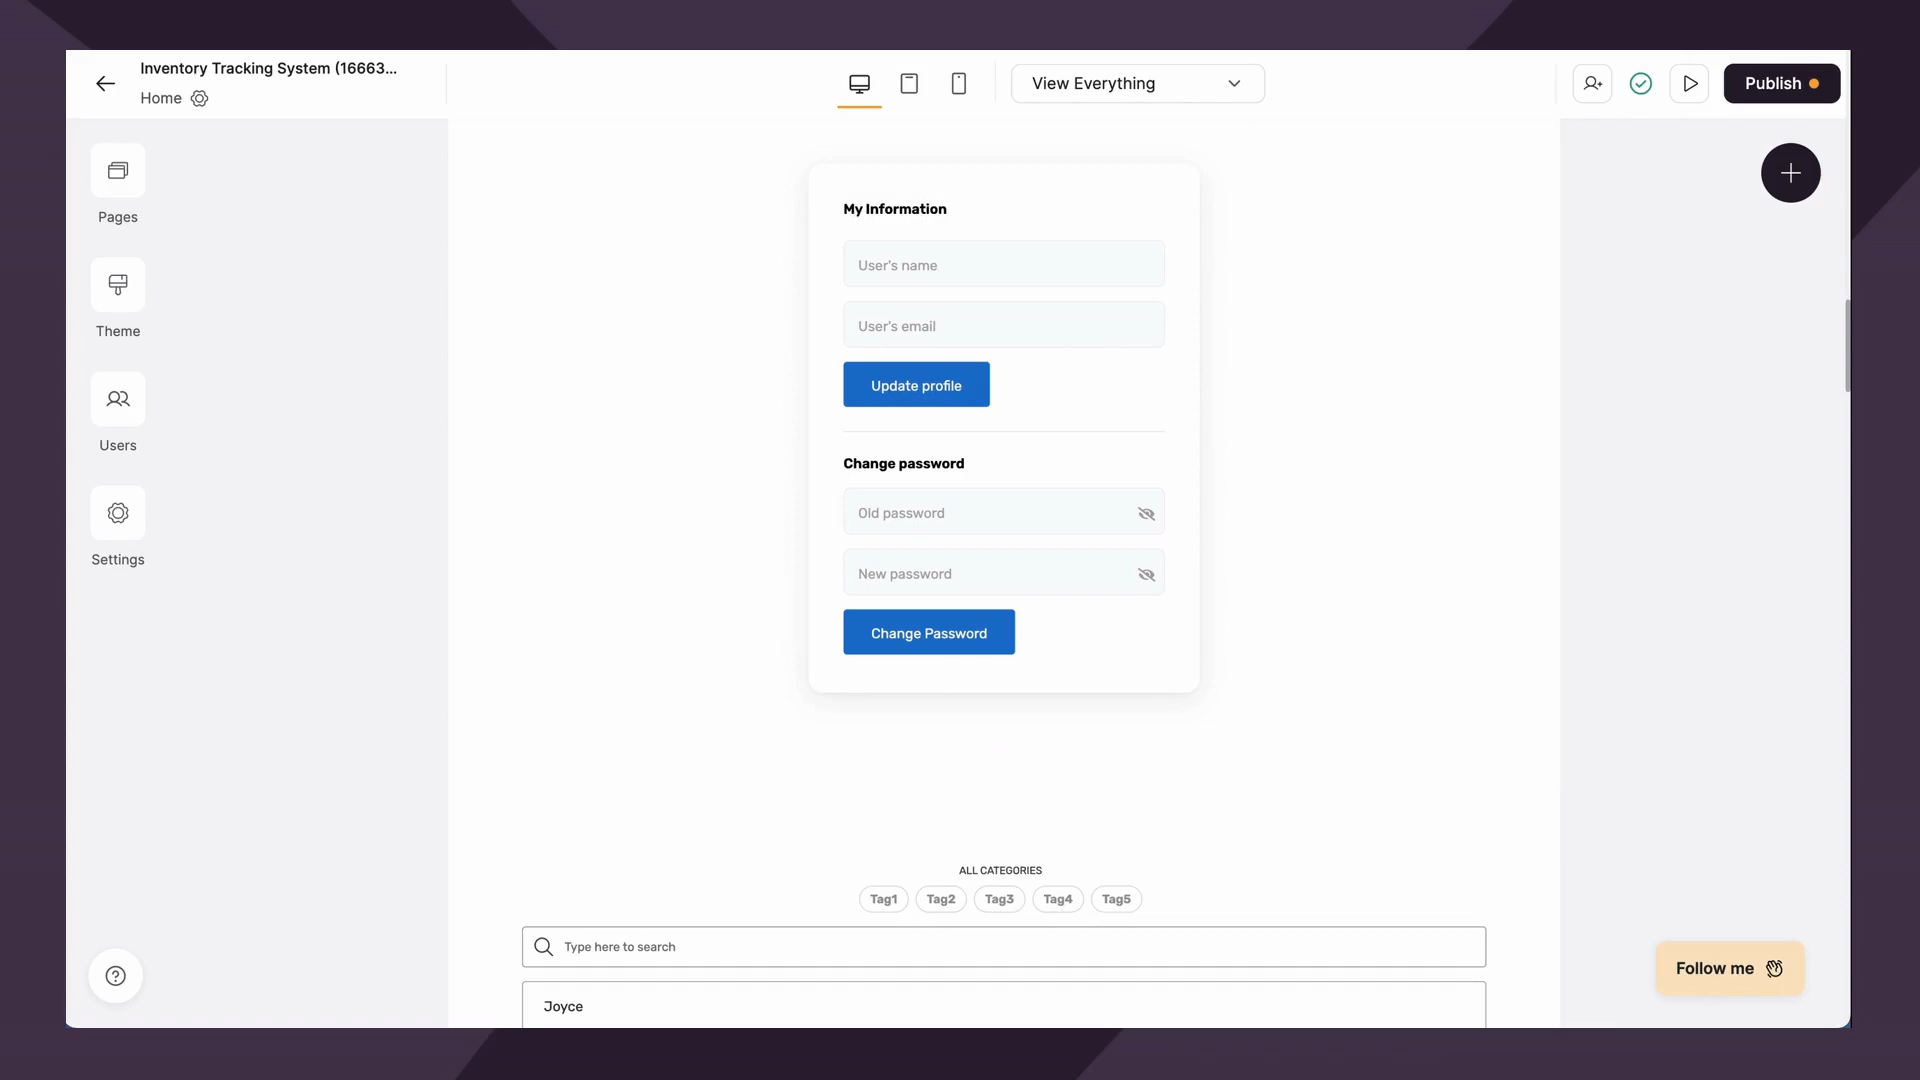 Inventory Tracking System (16663...
Home
View Everything
Publish
Pages
Theme
Users
Settings
My Information
User's name
User's email
Update profile
Change password
Old password
New password
Change Password
ALL CATEGORIES
Tag1 Tag2 Tag3 Tag4 Tag5
Type here to search
Joyce
Follow me